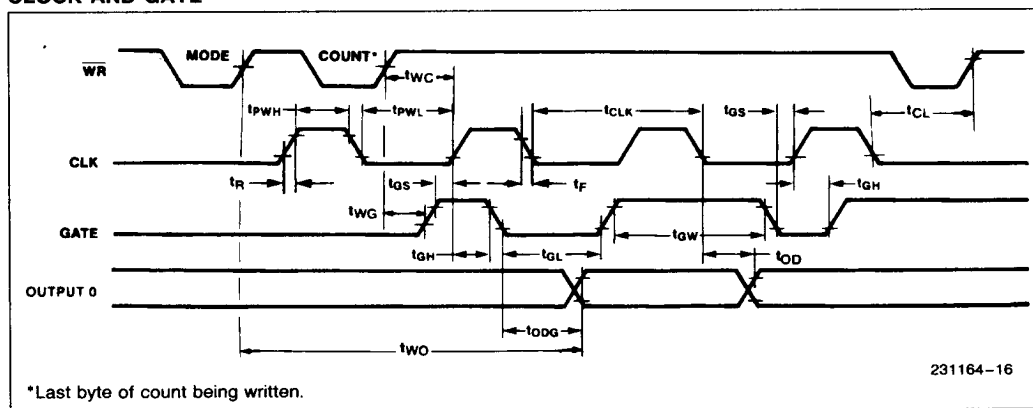 CLOCK AND GATE
MODE
COUNT*
WR
tWC
tPWH
tPWL
tCLK
tGS
tCL
CLK
tR
tGS
tF
tGH
tWG
GATE
tGH
tGL
tGW
tOD
OUTPUT 0
tODG
tWO
231164–16
*Last byte of count being written.